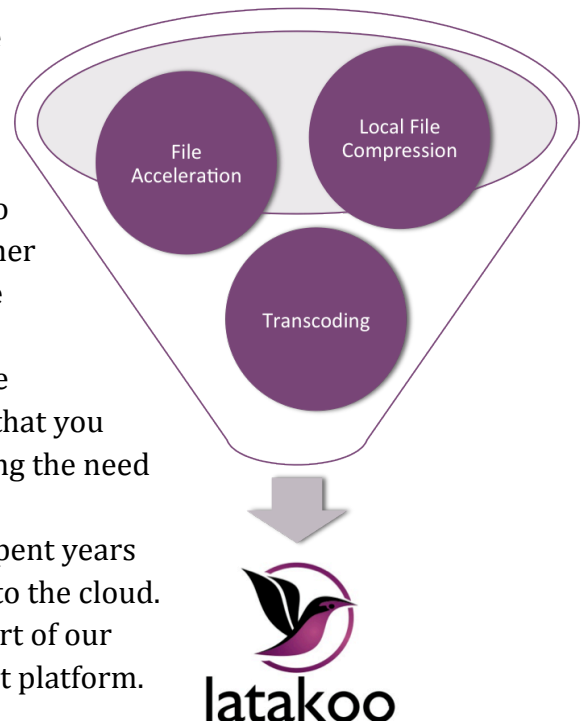 File
Acceleration
Local File
Compression
Transcoding
that you
ng the need
pent years
to the cloud.
rt of our
t platform.
latakoo